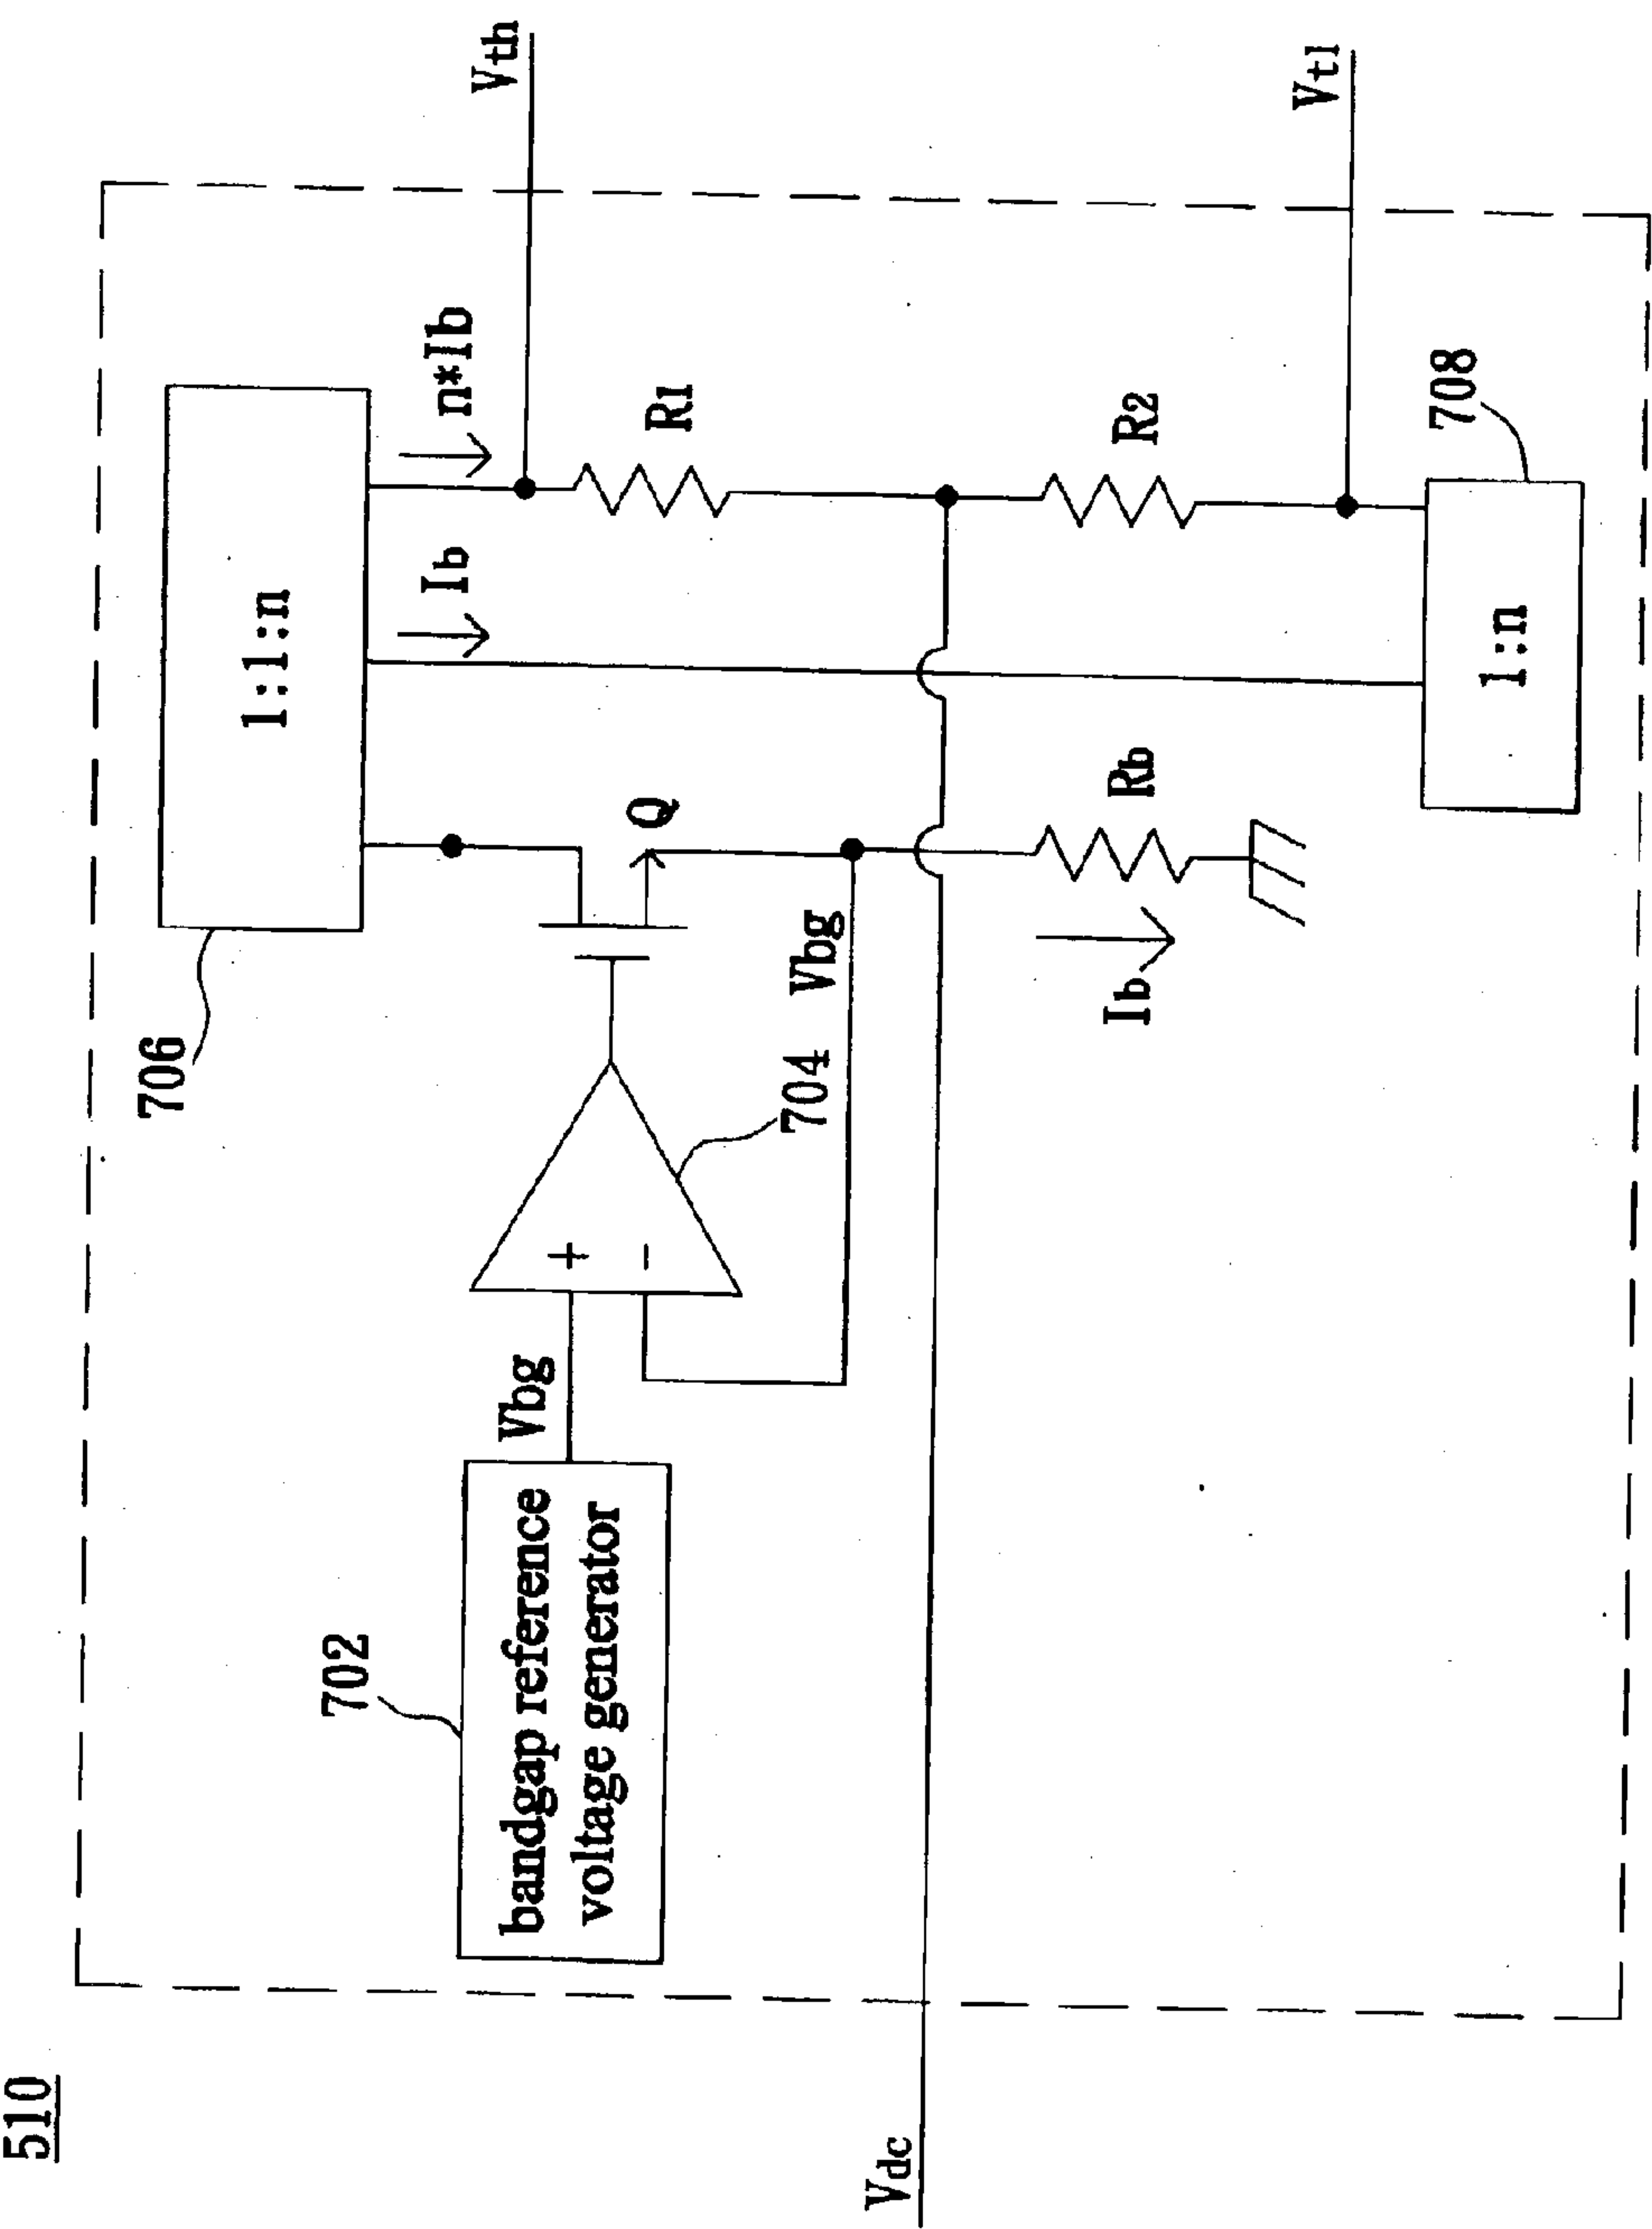 510
706
1:1:n
Ib
n*Ib
Vth
702
bandgap reference
voltage generator
Vbg
+
-
704
Q
R1
Vbg
Vdc
Ib
Rb
R2
Vtl
1:n
708